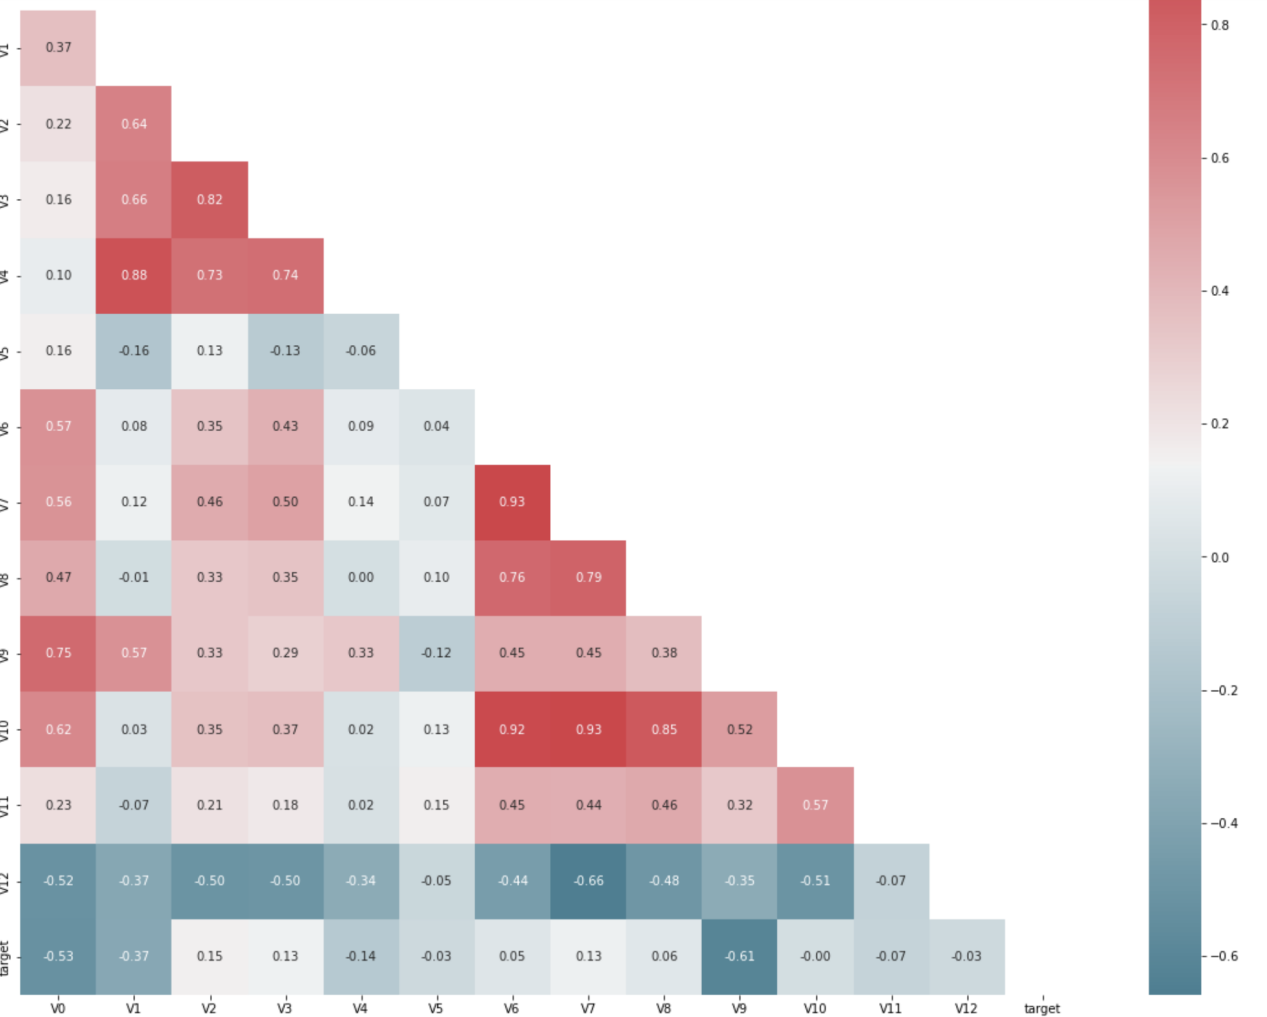 V1 0.37
V2 0.22 0.64
V3 0.16 0.66 0.82
V4 0.10 0.88 0.73 0.74
V5 0.16 -0.16 0.13 -0.13 -0.06
V6 0.57 0.08 0.35 0.43 0.09 0.04
V7 0.56 0.12 0.46 0.50 0.14 0.07 0.93
V8 0.47 -0.01 0.33 0.35 0.00 0.10 0.76 0.79
V9 0.75 0.57 0.33 0.29 0.33 -0.12 0.45 0.45 0.38
V10 0.62 0.03 0.35 0.37 0.02 0.13 0.92 0.93 0.85 0.52
V11 0.23 -0.07 0.21 0.18 0.02 0.15 0.45 0.44 0.46 0.32 0.57
V12 -0.52 -0.37 -0.50 -0.50 -0.34 -0.05 -0.44 -0.66 -0.48 -0.35 -0.51 -0.07
target -0.53 -0.37 0.15 0.13 -0.14 -0.03 0.05 0.13 0.06 -0.61 -0.00 -0.07 -0.03
V0 V1 V2 V3 V4 V5 V6 V7 V8 V9 V10 V11 V12 target
0.8
0.6
0.4
0.2
0.0
−0.2
−0.4
−0.6